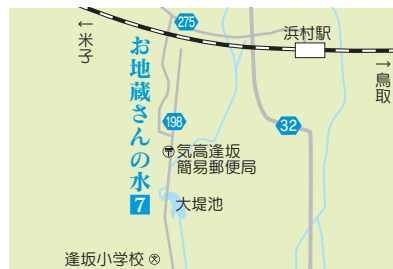 275
浜村駅
←米子
→鳥取
お地蔵さんの水7
198
32
〒気高逢坂
簡易郵便局
大堤池
逢坂小学校 文